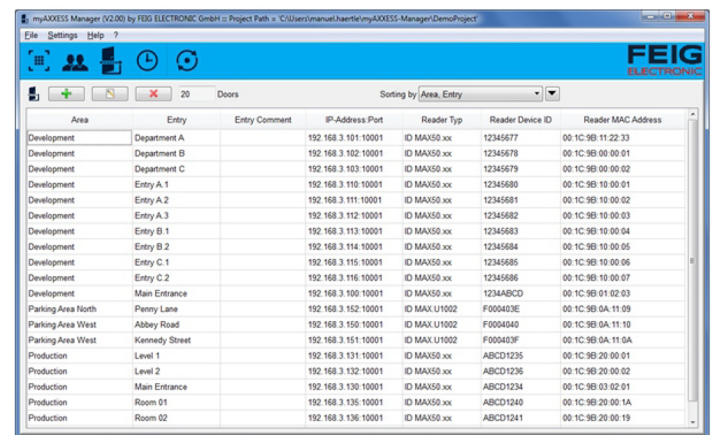 myAXXESS Manager (V2.00) by FEIG ELECTRONIC GmbH :: Project Path = 'C:\Users\manuel.haertle\myAXXESS-Manager\DemoProject'
File Settings Help ?
FEIG
ELECTRONIC
20 Doors Sorting by Area, Entry
Area Entry Entry Comment IP-Address:Port Reader Typ Reader Device ID Reader MAC Address
Development Department A 192.168.3.101:10001 ID MAX50.xx 12345677 00:1C:9B:11:22:33
Development Department B 192.168.3.102:10001 ID MAX50.xx 12345678 00:1C:9B:00:00:01
Development Department C 192.168.3.103:10001 ID MAX50.xx 12345679 00:1C:9B:00:00:02
Development Entry A.1 192.168.3.110:10001 ID MAX50.xx 12345680 00:1C:9B:10:00:01
Development Entry A.2 192.168.3.111:10001 ID MAX50.xx 12345681 00:1C:9B:10:00:02
Development Entry A.3 192.168.3.112:10001 ID MAX50.xx 12345682 00:1C:9B:10:00:03
Development Entry B.1 192.168.3.113:10001 ID MAX50.xx 12345683 00:1C:9B:10:00:04
Development Entry B.2 192.168.3.114:10001 ID MAX50.xx 12345684 00:1C:9B:10:00:05
Development Entry C.1 192.168.3.115:10001 ID MAX50.xx 12345685 00:1C:9B:10:00:06
Development Entry C.2 192.168.3.116:10001 ID MAX50.xx 12345686 00:1C:9B:10:00:07
Development Main Entrance 192.168.3.100:10001 ID MAX50.xx 1234ABCD 00:1C:9B:01:02:03
Parking Area North Penny Lane 192.168.3.152:10001 ID MAX.U1002 F000403E 00:1C:9B:0A:11:09
Parking Area West Abbey Road 192.168.3.150:10001 ID MAX.U1002 F0004040 00:1C:9B:0A:11:10
Parking Area West Kennedy Street 192.168.3.151:10001 ID MAX.U1002 F000403F 00:1C:9B:0A:11:0A
Production Level 1 192.168.3.131:10001 ID MAX50.xx ABCD1235 00:1C:9B:20:00:01
Production Level 2 192.168.3.132:10001 ID MAX50.xx ABCD1236 00:1C:9B:20:00:02
Production Main Entrance 192.168.3.130:10001 ID MAX50.xx ABCD1234 00:1C:9B:03:02:01
Production Room 01 192.168.3.135:10001 ID MAX50.xx ABCD1240 00:1C:9B:20:00:1A
Production Room 02 192.168.3.136:10001 ID MAX50.xx ABCD1241 00:1C:9B:20:00:19